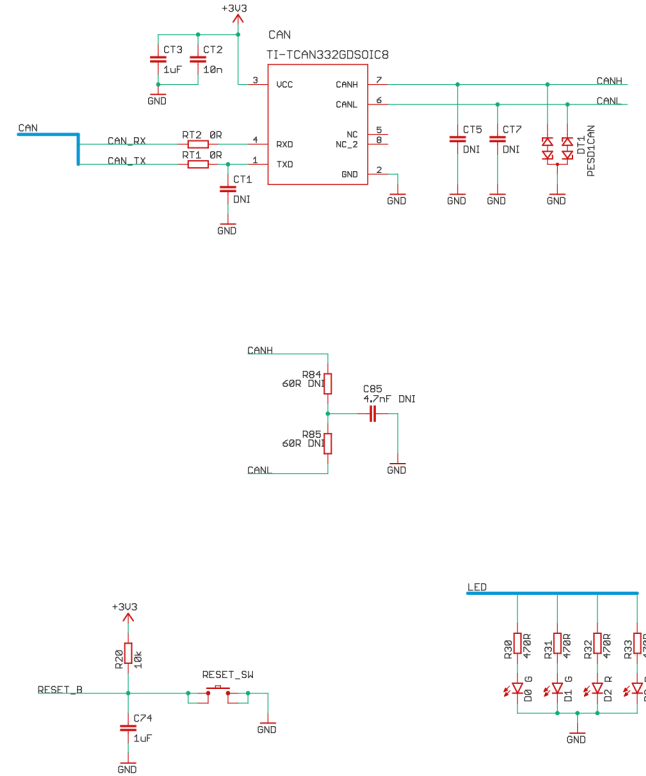 +3V3
CAN
TI-TCAN332GDSOIC8
CT3
1uF
CT2
10n
GND
3 VCC
CANH 7
CANH
CANL 6
CANL
CAN
CAN_RX
RT2 0R
4 RXD
NC 5
NC_2 8
CAN_TX
RT1 0R
1 TXD
GND 2
CT1
DNI
GND
GND
CT5
DNI
GND
CT7
DNI
GND
DT1
PESD1CAN
GND
CANH
R84
60R DNI
C85
4.7nF DNI
R85
60R DNI
CANL
GND
+3V3
R20
10k
RESET_B
RESET_SW
C74
1uF
GND
GND
LED
R30
470R
R31
470R
R32
470R
R33
D0 G
D1 G
D2 R
GND